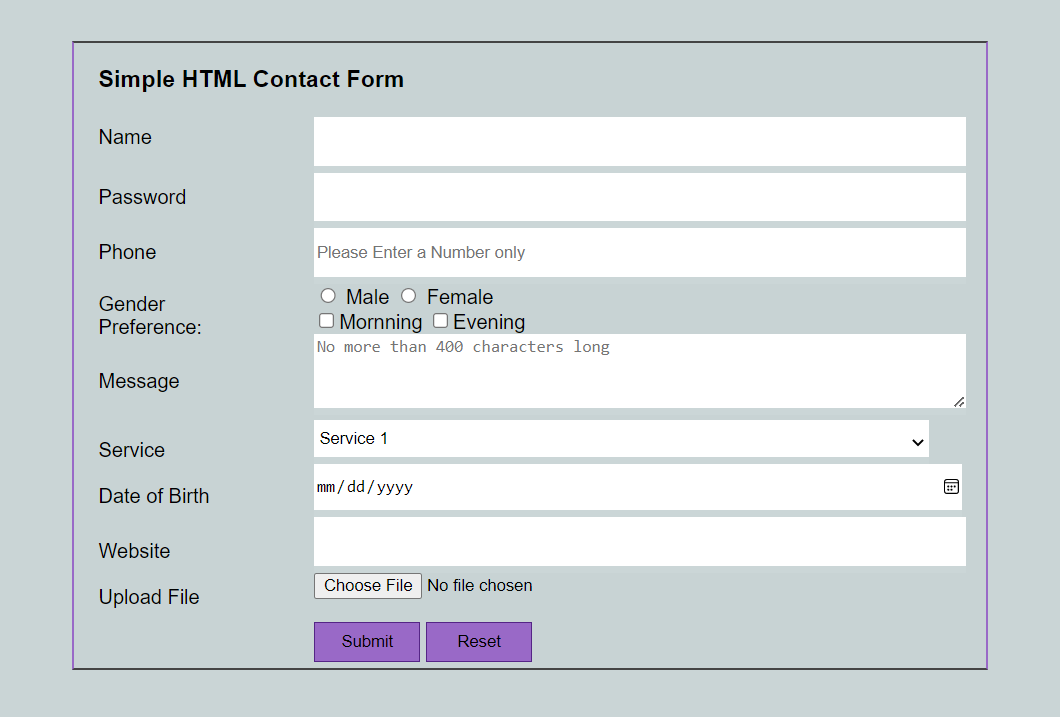 Simple HTML Contact Form
Name
Password
Phone Please Enter a Number only
Gender Male Female
Preference: Mornning Evening
Message No more than 400 characters long
Service Service 1
Date of Birth mm/dd/yyyy
Website
Upload File Choose File No file chosen
Submit Reset